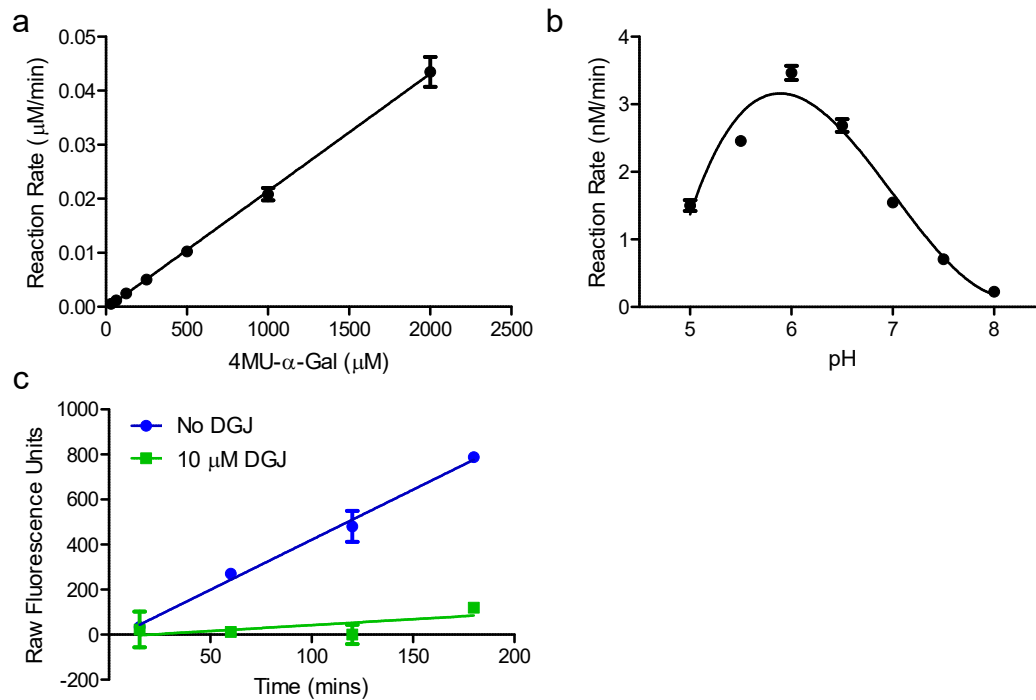 a
Reaction Rate (μM/min)
0.05
0.04
0.03
0.02
0.01
0.00
0 500 1000 1500 2000 2500
4MU-α-Gal (μM)
b
Reaction Rate (nM/min)
4
3
2
1
0
5 6 7 8
pH
c
Raw Fluorescence Units
1000
800
600
400
200
0
-200
No DGJ
10 μM DGJ
50 100 150 200
Time (mins)